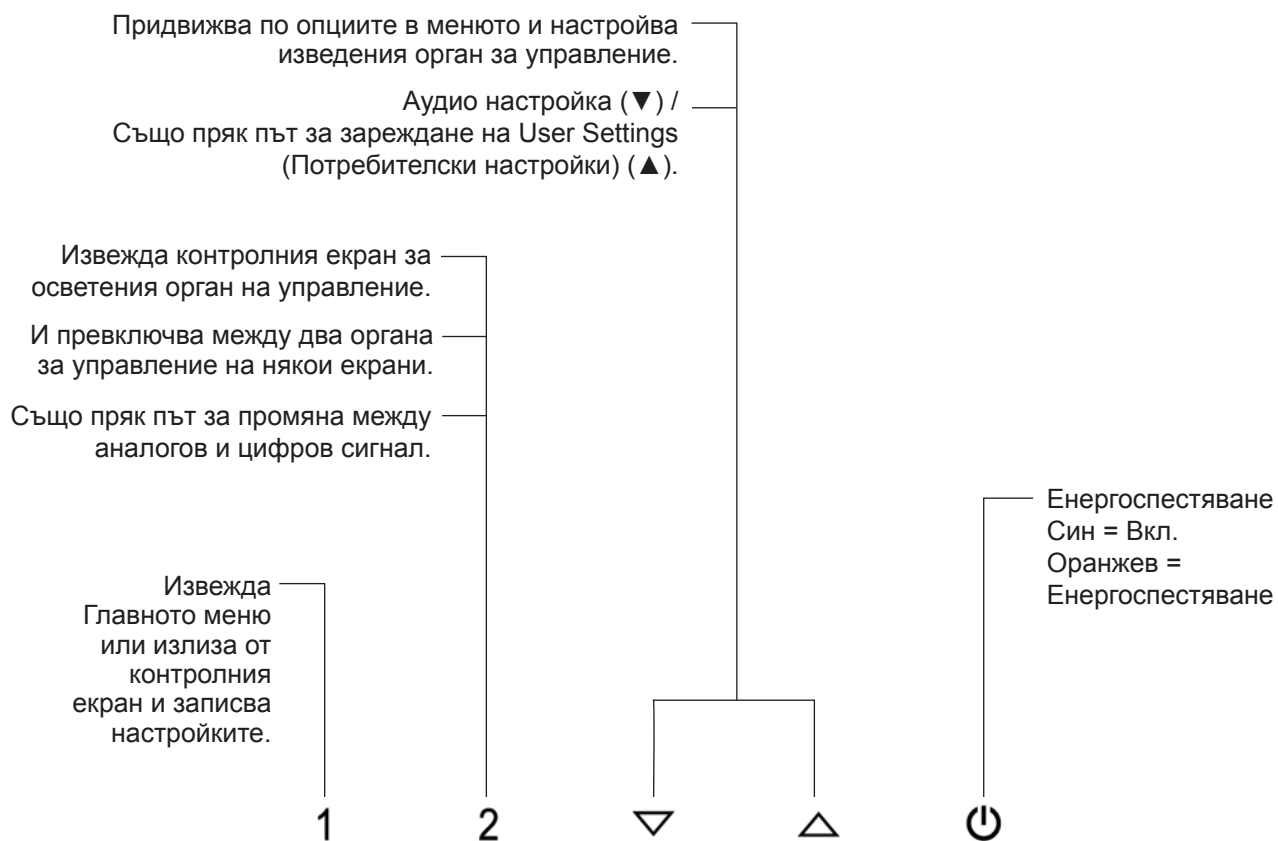 Придвижва по опциите в менюто и настройва
изведения орган за управление.
Аудио настройка (▼) /
Също пряк път за зареждане на User Settings
(Потребителски настройки) (▲).
Извежда контролния екран за
осветения орган на управление.
И превключва между два органа
за управление на някои екрани.
Също пряк път за промяна между
аналогов и цифров сигнал.
Енергоспестяване
Син = Вкл.
Оранжев =
Енергоспестяване
Извежда
Главното меню
или излиза от
контролния
екран и записва
настройките.
1 2 ▽ △ ⏻